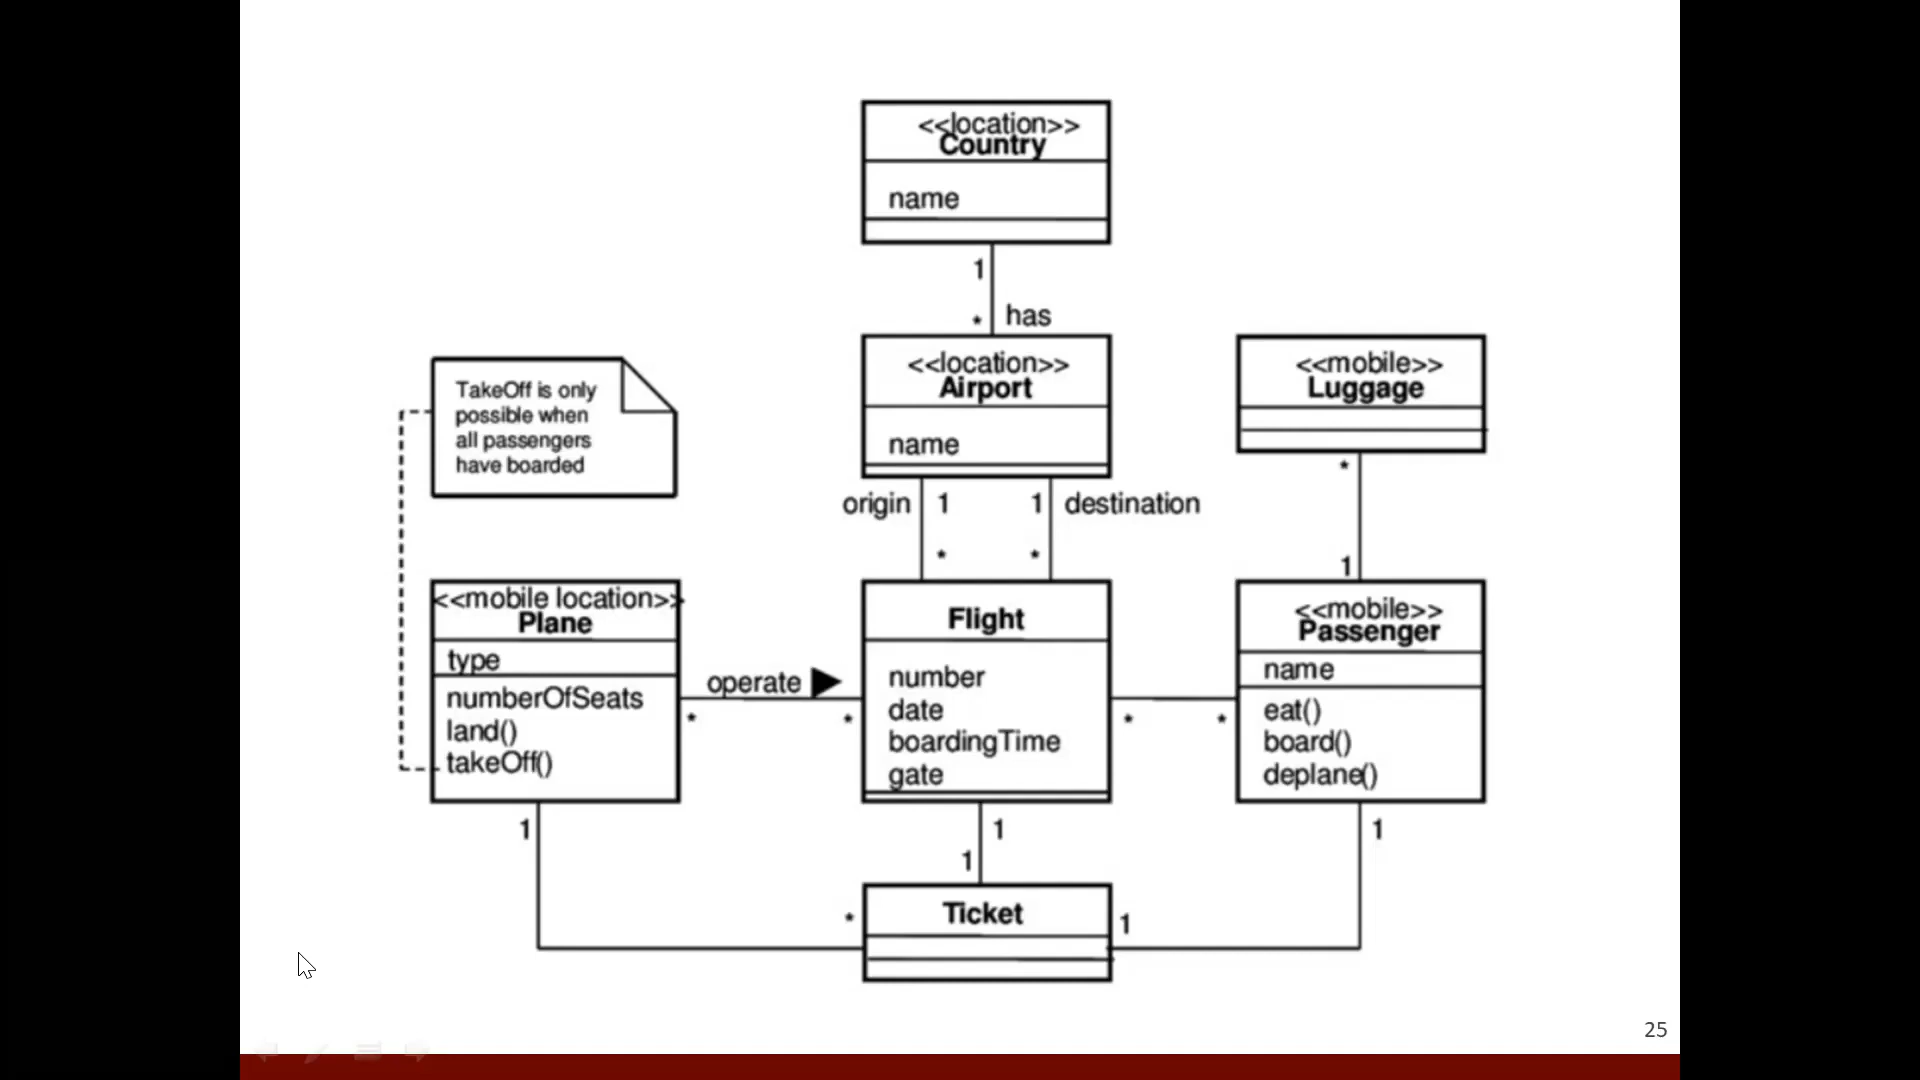 <<location>>
Country
name
1
* has
<<location>>
Airport
name
<<mobile>>
Luggage
TakeOff is only
possible when
all passengers
have boarded
origin 1 1 destination
* *
*
1
<<mobile location>>
Plane
type
numberOfSeats
land()
takeOff()
operate
* *
Flight
number
date
boardingTime
gate
* *
<<mobile>>
Passenger
name
eat()
board()
deplane()
1
1
1
1
*
Ticket
1
25